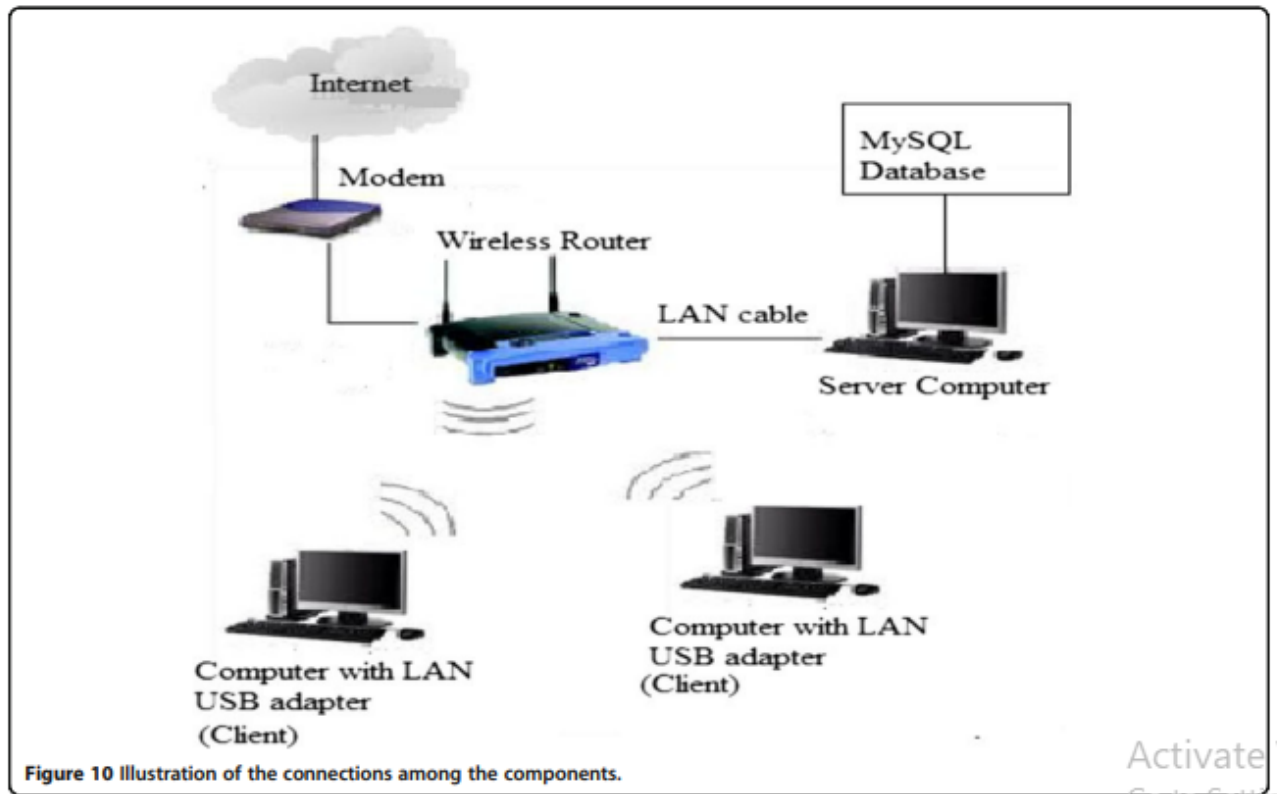 Internet
Modem
MySQL
Database
Wireless Router
LAN cable
Server Computer
Computer with LAN
USB adapter
(Client)
Computer with LAN
USB adapter
(Client)
Figure 10 Illustration of the connections among the components.
Activate